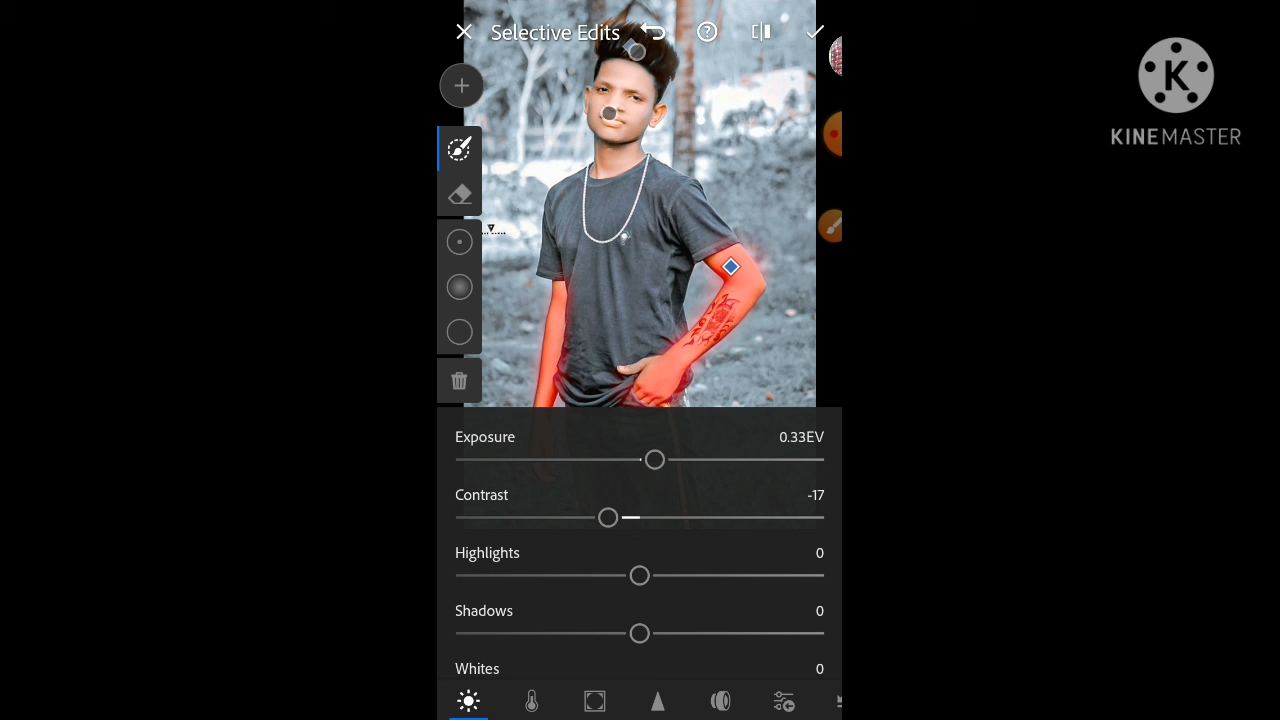 Selective Edits
KINEMASTER
Exposure 0.33EV
Contrast -17
Highlights 0
Shadows 0
Whites 0